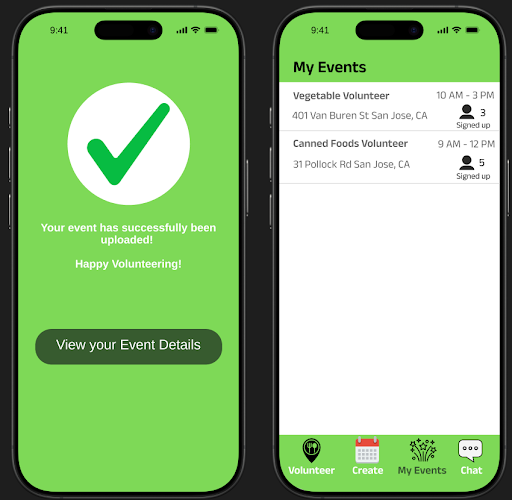 9:41
Your event has successfully been
uploaded!
Happy Volunteering!
View your Event Details
9:41
My Events
Vegetable Volunteer 10 AM - 3 PM
401 Van Buren St San Jose, CA 3
Signed up
Canned Foods Volunteer 9 AM - 12 PM
31 Pollock Rd San Jose, CA 5
Signed up
Volunteer Create My Events Chat